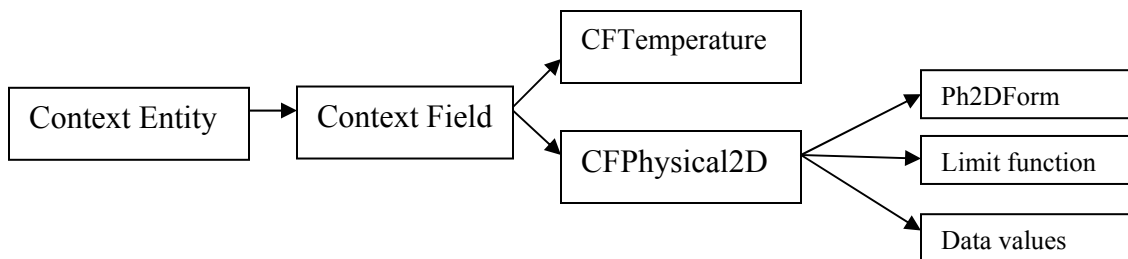 Context Entity
Context Field
CFTemperature
CFPhysical2D
Ph2DForm
Limit function
Data values